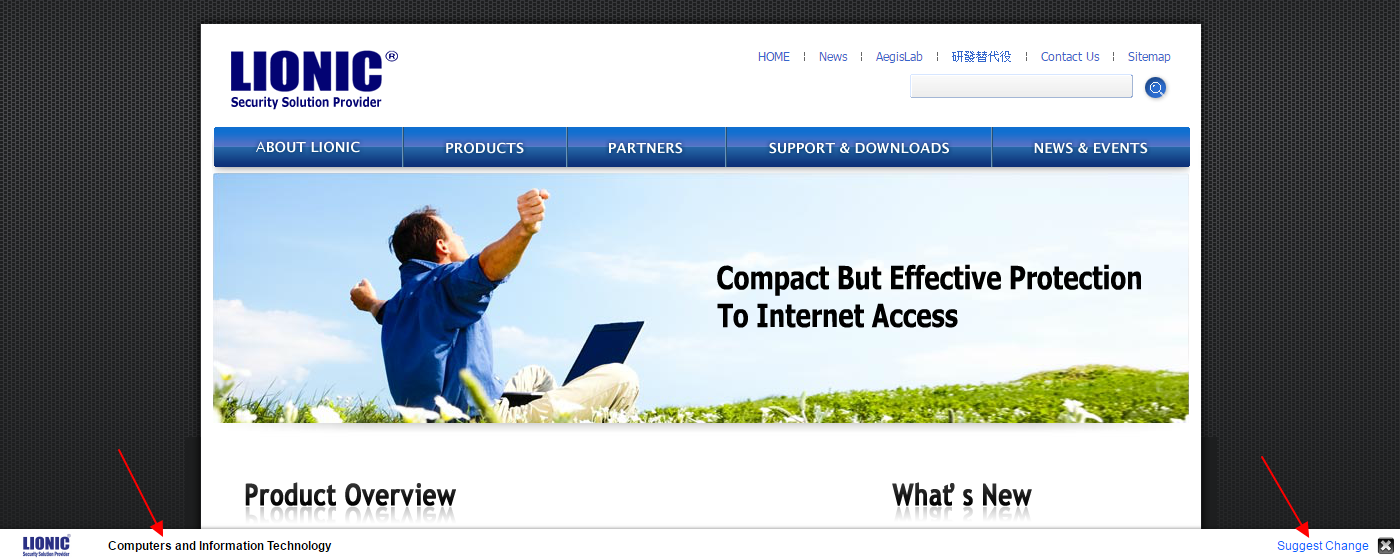 LIONIC®
Security Solution Provider
HOME News AegisLab 研發替代役 Contact Us Sitemap
ABOUT LIONIC PRODUCTS PARTNERS SUPPORT & DOWNLOADS NEWS & EVENTS
Compact But Effective Protection
To Internet Access
Product Overview What's New
LIONIC
Security Solution Provider
Computers and Information Technology Suggest Change